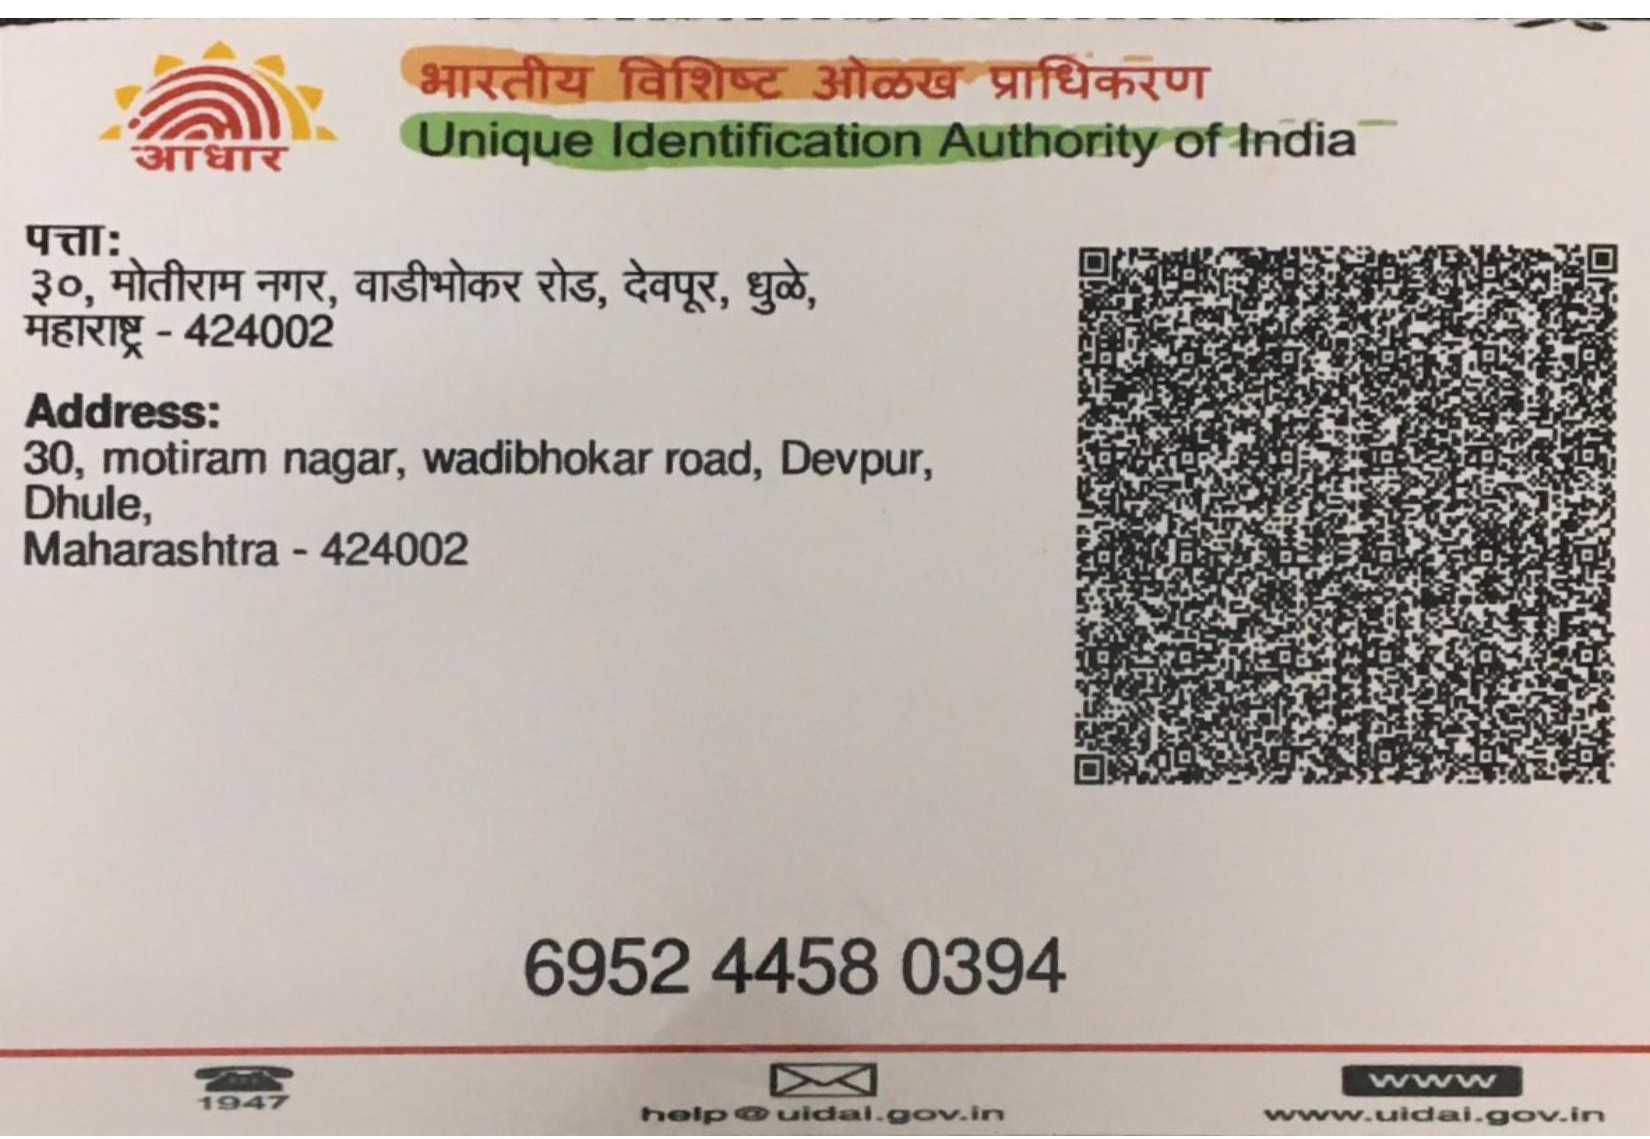 आधार
भारतीय विशिष्ट ओळख प्राधिकरण
Unique Identification Authority of India
पत्ता:
३०, मोतीराम नगर, वाडीभोकर रोड, देवपूर, धुळे,
महाराष्ट्र - 424002
Address:
30, motiram nagar, wadibhokar road, Devpur,
Dhule,
Maharashtra - 424002
6952 4458 0394
1947
help@uidai.gov.in
www
www.uidai.gov.in